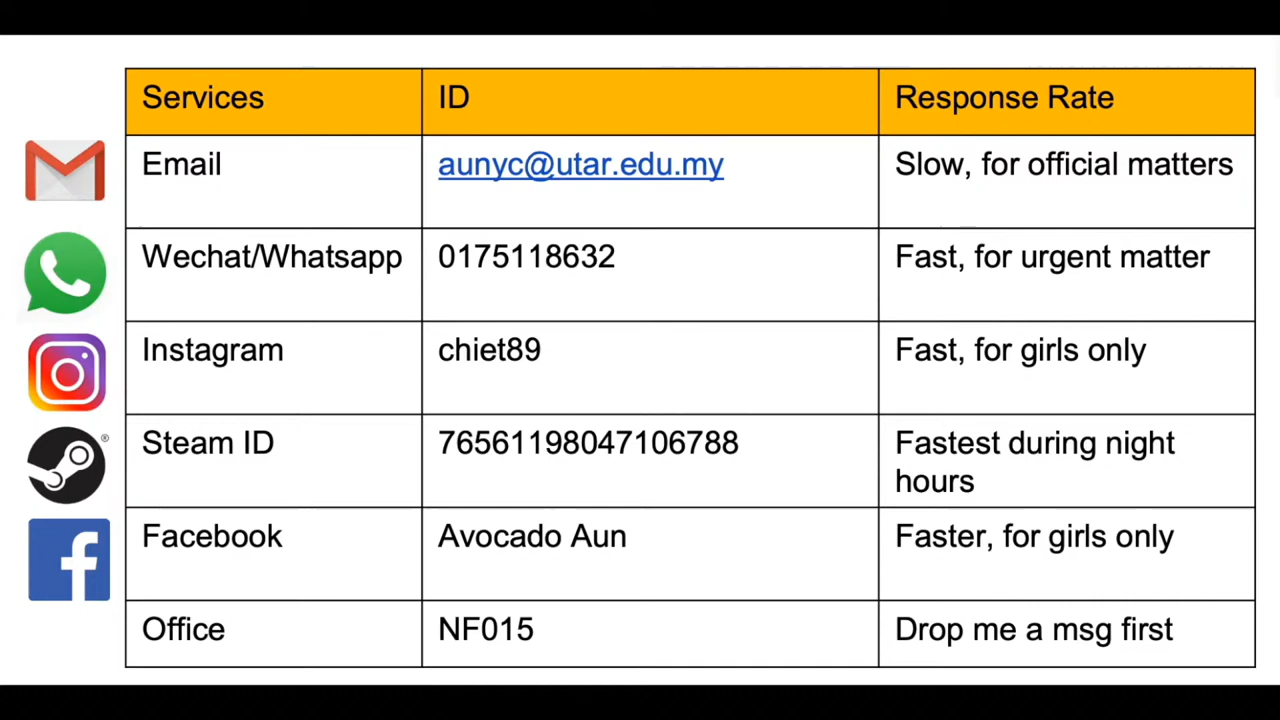 Services ID Response Rate
Email aunyc@utar.edu.my Slow, for official matters
Wechat/Whatsapp 0175118632 Fast, for urgent matter
Instagram chiet89 Fast, for girls only
Steam ID 76561198047106788 Fastest during night
hours
Facebook Avocado Aun Faster, for girls only
Office NF015 Drop me a msg first